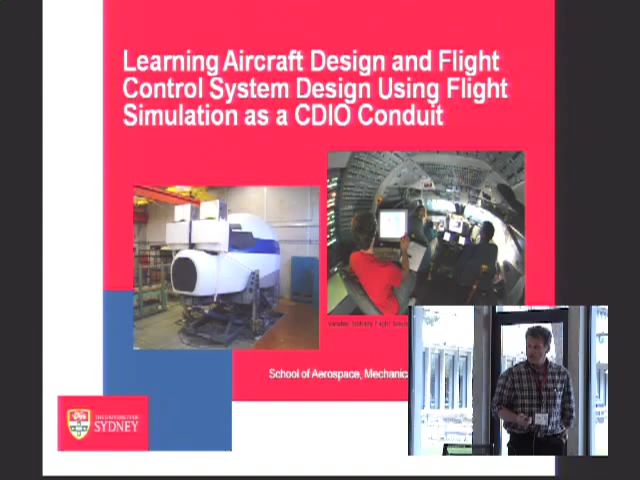 Learning Aircraft Design and Flight
Control System Design Using Flight
Simulation as a CDIO Conduit
School of Aerospace, Mechanica
THE UNIVERSITY OF
SYDNEY